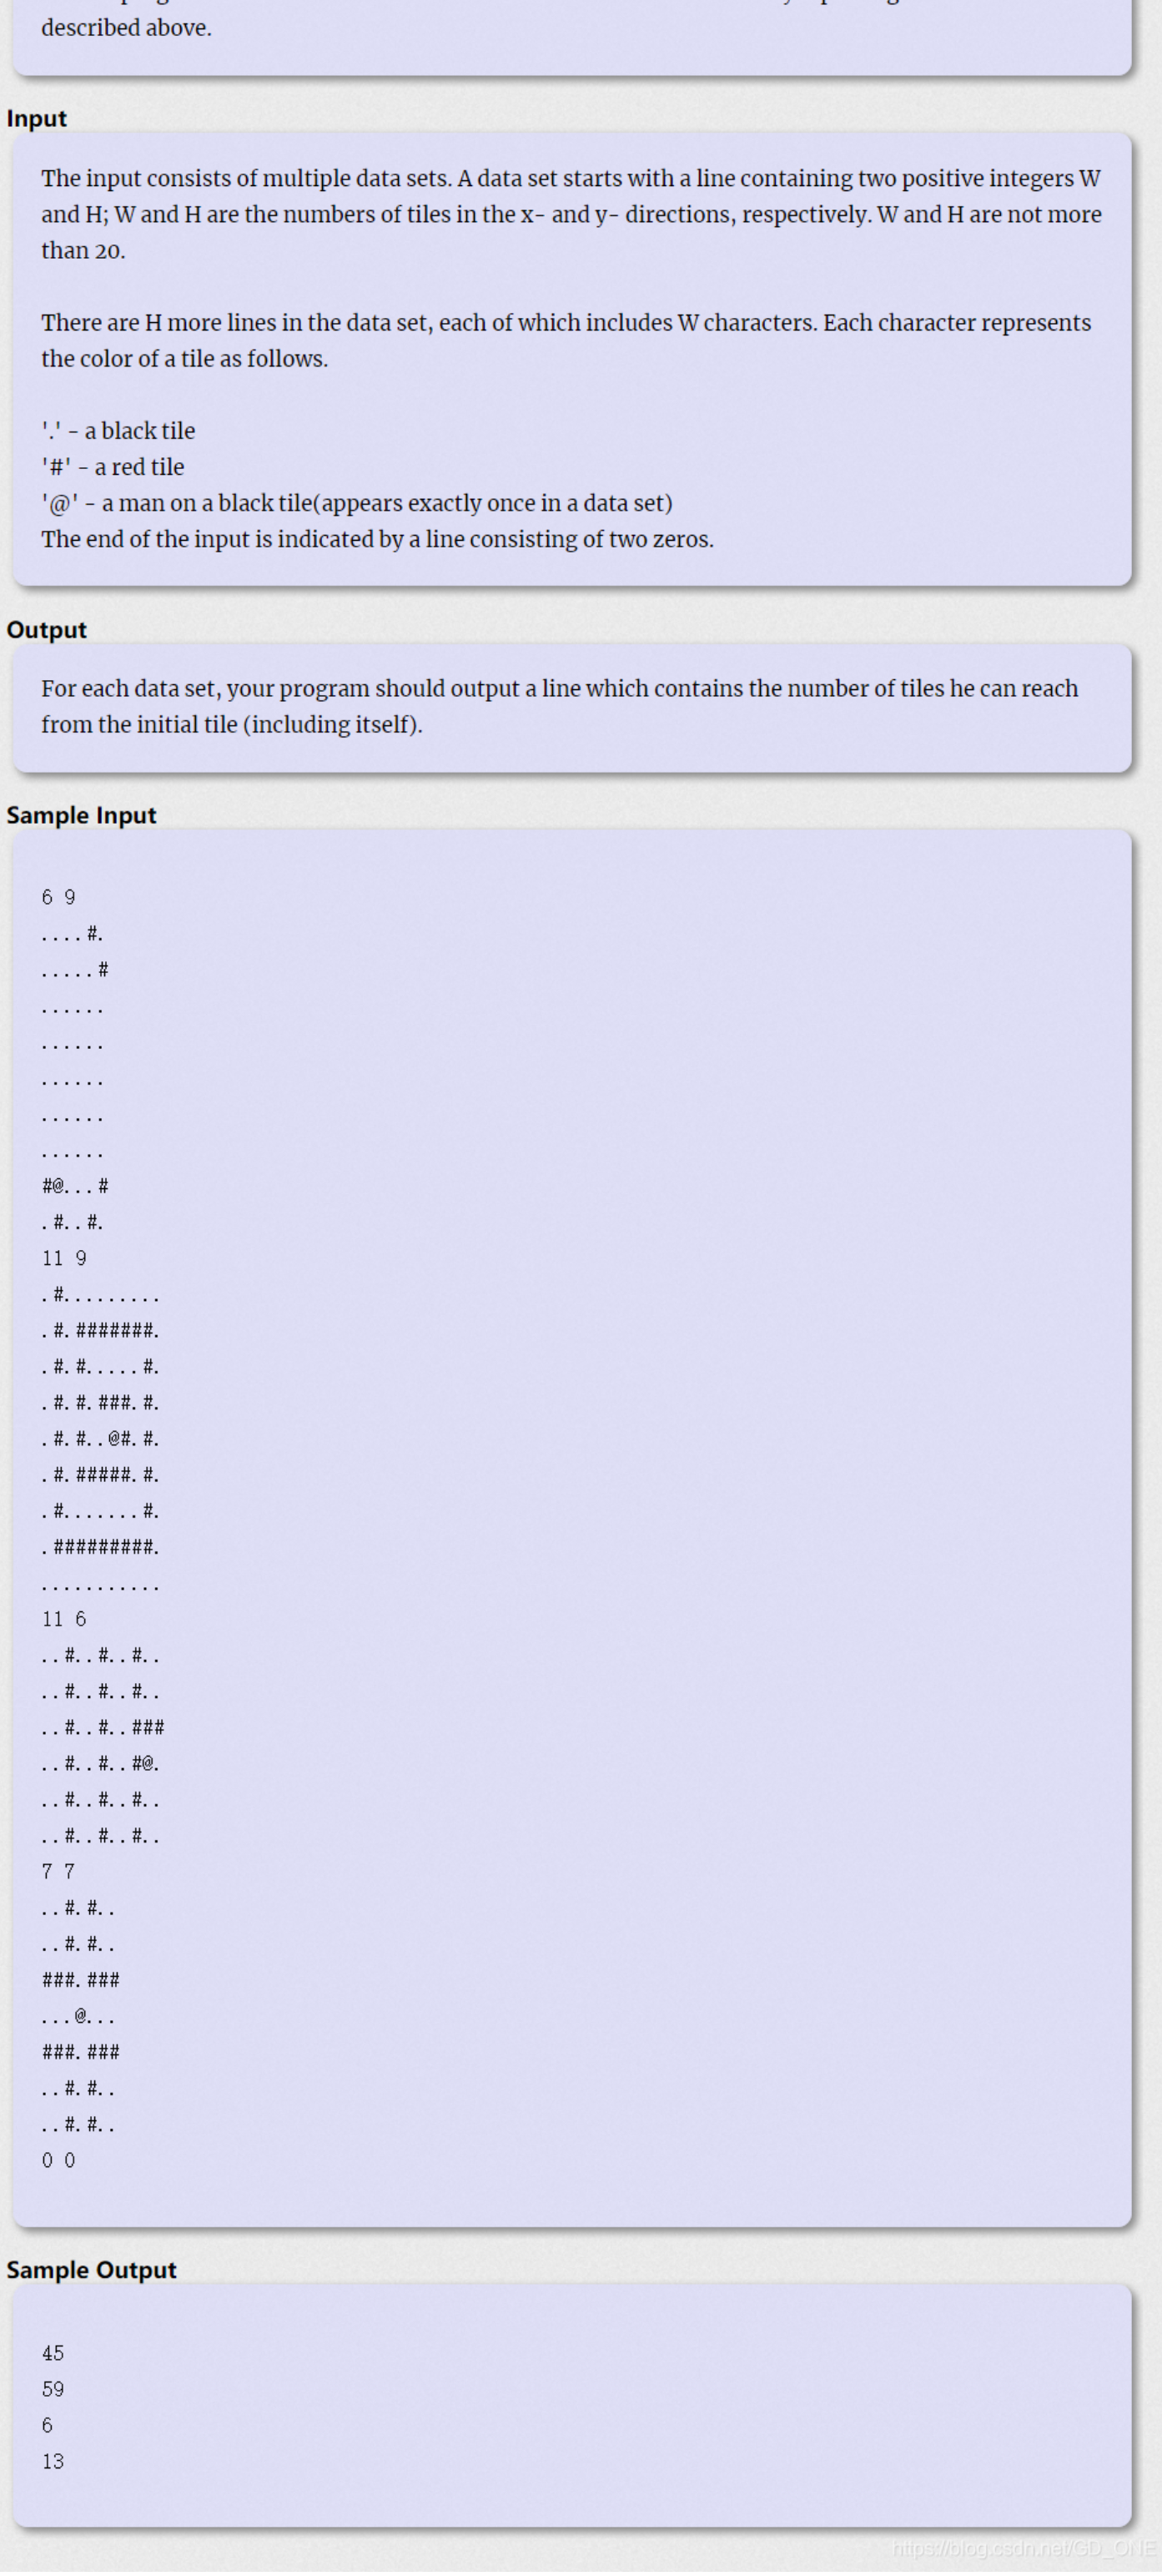 described above.
Input
The input consists of multiple data sets. A data set starts with a line containing two positive integers W
and H; W and H are the numbers of tiles in the x- and y- directions, respectively. W and H are not more
than 20.
There are H more lines in the data set, each of which includes W characters. Each character represents
the color of a tile as follows.
'.' - a black tile
'#' - a red tile
'@' - a man on a black tile(appears exactly once in a data set)
The end of the input is indicated by a line consisting of two zeros.
Output
For each data set, your program should output a line which contains the number of tiles he can reach
from the initial tile (including itself).
Sample Input
6 9
....#.
.....#
......
......
......
......
......
#@...#
.#..#.
11 9
.#.........
.#.#######.
.#.#.....#.
.#.#.###.#.
.#.#..@#.#.
.#.#####.#.
.#.......#.
.#########.
...........
11 6
..#..#..#..
..#..#..#..
..#..#..###
..#..#..#@.
..#..#..#..
..#..#..#..
7 7
..#.#..
..#.#..
###.###
...@...
###.###
..#.#..
..#.#..
0 0
Sample Output
45
59
6
13
https://blog.csdn.net/GD_ONE